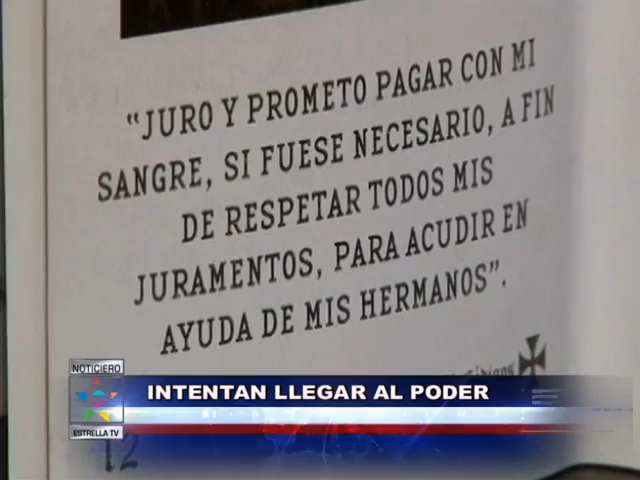 “JURO Y PROMETO PAGAR CON MI
SANGRE, SI FUESE NECESARIO, A FIN
DE RESPETAR TODOS MIS
JURAMENTOS, PARA ACUDIR EN
AYUDA DE MIS HERMANOS”.
NOTICIERO
INTENTAN LLEGAR AL PODER
ESTRELLA TV
12